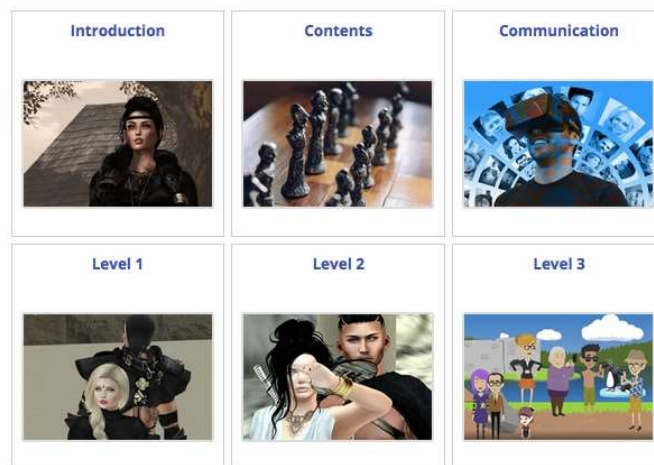 Introduction
Contents
Communication
Level 1
Level 2
Level 3